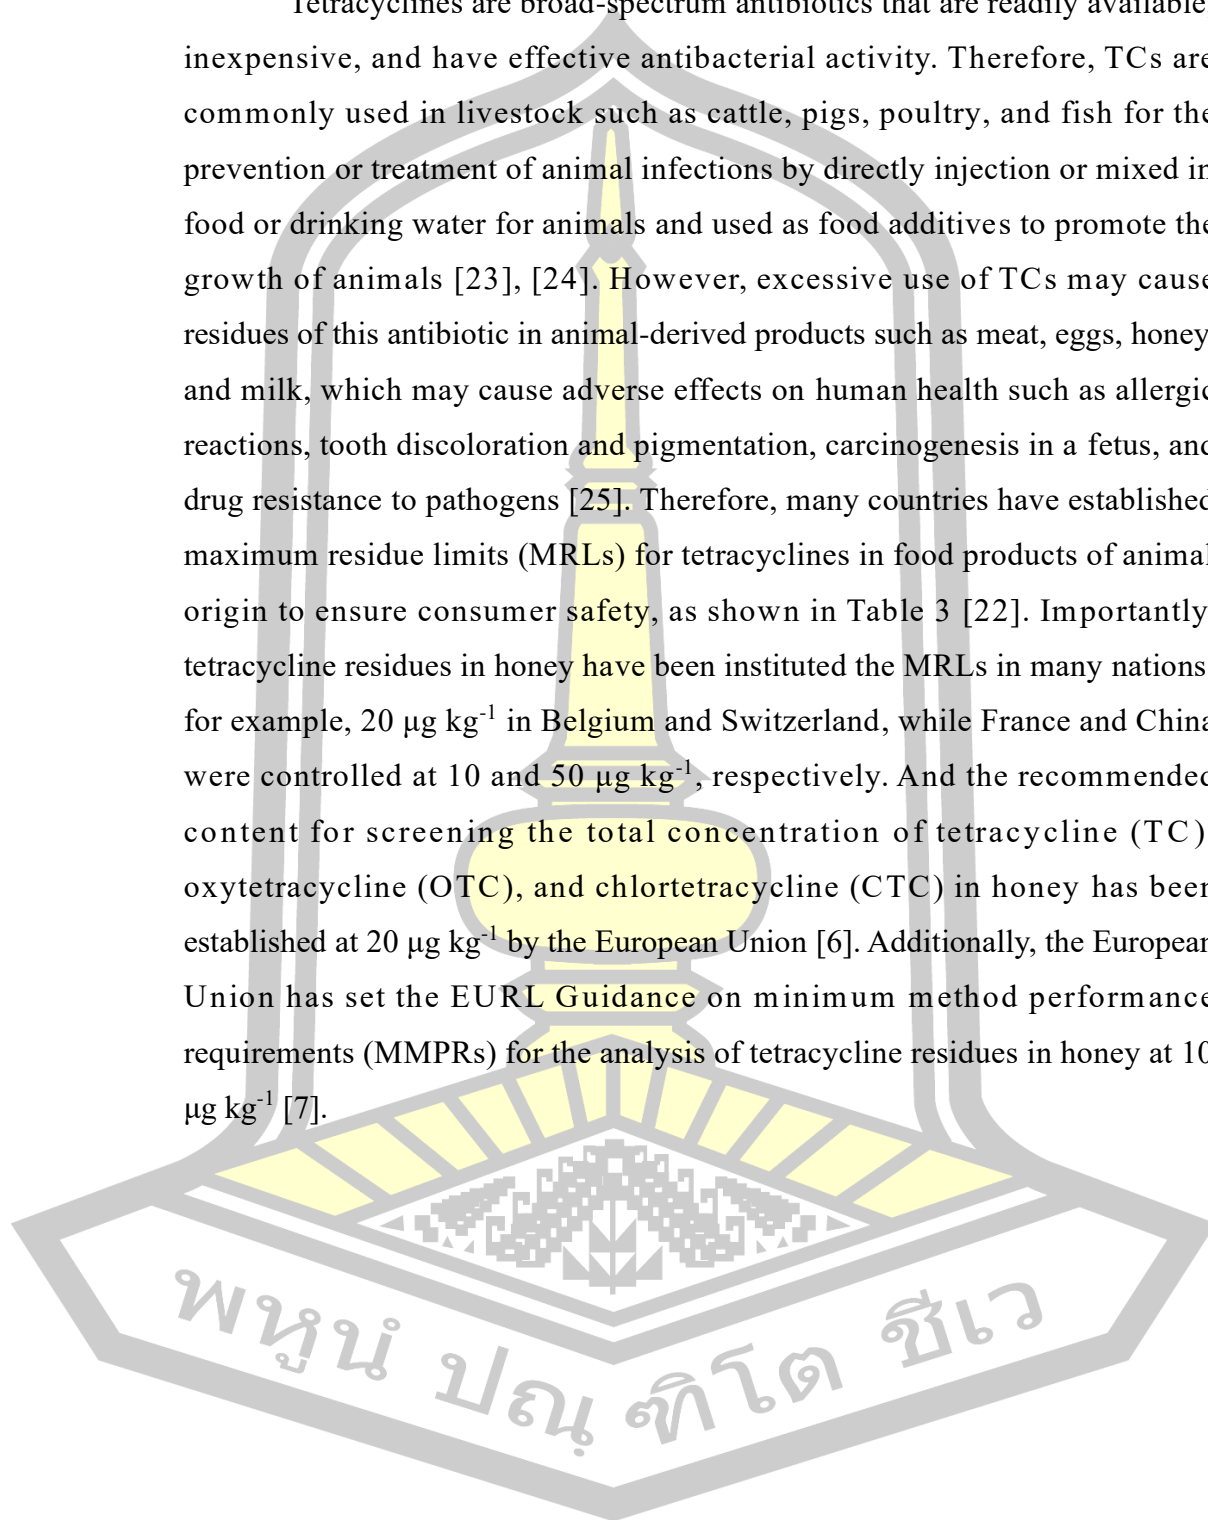 Tetracyclines are broad-spectrum antibiotics that are readily available,
inexpensive, and have effective antibacterial activity. Therefore, TCs are
commonly used in livestock such as cattle, pigs, poultry, and fish for the
prevention or treatment of animal infections by directly injection or mixed in
food or drinking water for animals and used as food additives to promote the
growth of animals [23], [24]. However, excessive use of TCs may cause
residues of this antibiotic in animal-derived products such as meat, eggs, honey
and milk, which may cause adverse effects on human health such as allergic
reactions, tooth discoloration and pigmentation, carcinogenesis in a fetus, and
drug resistance to pathogens [25]. Therefore, many countries have established
maximum residue limits (MRLs) for tetracyclines in food products of animal
origin to ensure consumer safety, as shown in Table 3 [22]. Importantly
tetracycline residues in honey have been instituted the MRLs in many nations
for example, 20 µg kg⁻¹ in Belgium and Switzerland, while France and China
were controlled at 10 and 50 µg kg⁻¹, respectively. And the recommended
content for screening the total concentration of tetracycline (TC)
oxytetracycline (OTC), and chlortetracycline (CTC) in honey has been
established at 20 µg kg⁻¹ by the European Union [6]. Additionally, the European
Union has set the EURL Guidance on minimum method performance
requirements (MMPRs) for the analysis of tetracycline residues in honey at 10
µg kg⁻¹ [7].
พหูนํ ปณฺฑิโต ชีเว